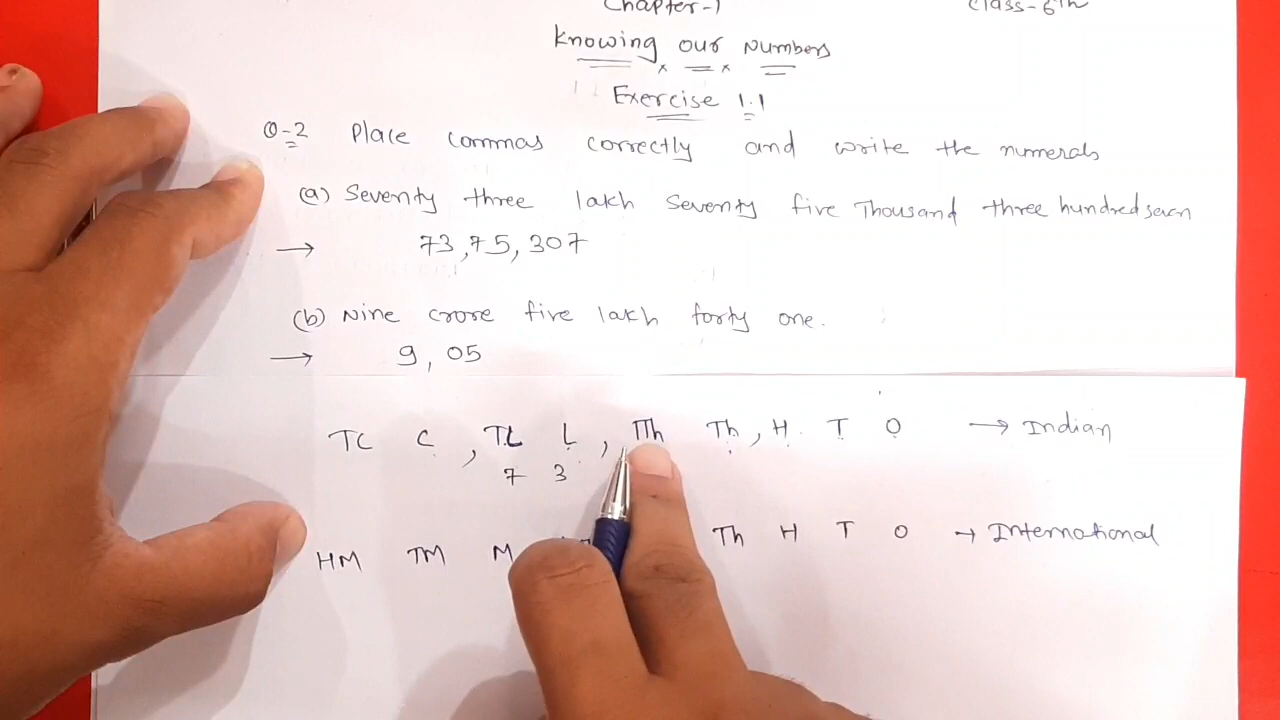 Chapter-1 Class-6th
Knowing our Numbers
Exercise 1.1
Q-2 Place commas correctly and write the numerals
(a) Seventy three lakh seventy five Thousand three hundred seven
→ 73,75,307
(b) Nine crore five lakh forty one.
→ 9,05
TC C , TL L , TTh Th , H T O → Indian
7 3
HM TM M Th H T O → International